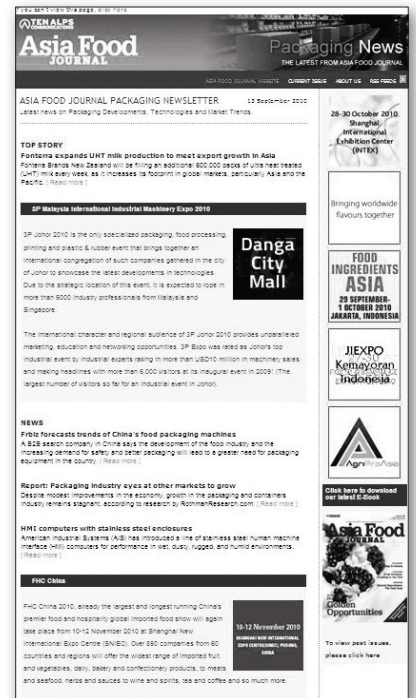 If you can't view this page, click here
TEN ALPS
COMMUNICATIONS
Asia Food
JOURNAL
Packaging News
THE LATEST FROM ASIA FOOD JOURNAL
ASIA FOOD JOURNAL WEBSITE CURRENT ISSUE ABOUT US RSS FEEDS
ASIA FOOD JOURNAL PACKAGING NEWSLETTER
13 September 2010
Latest news on Packaging Developments, Technologies and Market Trends
TOP STORY
Fonterra expands UHT milk production to meet export growth in Asia
Fonterra Brands New Zealand will be filling an additional 600,000 packs of ultra heat treated
(UHT) milk every week, as it increases its footprint in global markets, particularly Asia and the
Pacific. [ Read more ]
SP Malaysia International Industrial Machinery Expo 2010
SP Johor 2010 is the only specialized packaging, food processing,
printing and plastic & rubber event that brings together an
international congregation of such companies gathered in the city
of Johor to showcase the latest developments in technologies.
Due to the strategic location of this event, it is expected to rope in
more than 6000 industry professionals from Malaysia and
Singapore.
Danga
City
Mall
The international character and regional audience of SP Johor 2010 provides unparalleled
marketing, education and networking opportunities. SP Expo was rated as Johor's top
industrial event by industrial experts raking in more than USD10 million in machinery sales
and making headlines with more than 6,000 visitors at its inaugural event in 2009! (The
largest number of visitors so far for an industrial event in Johor).
NEWS
Frbiz forecasts trends of China's food packaging machines
A B2B search company in China says the development of the food industry and the
increasing demand for safety and better packaging will lead to a greater need for packaging
equipment in the country. [ Read more ]
Report: Packaging industry eyes at other markets to grow
Despite modest improvements in the economy, growth in the packaging and containers
industry remains stagnant, according to research by RothmanResearch.com. [ Read more ]
HMI computers with stainless steel enclosures
American Industrial Systems (AIS) has introduced a line of stainless steel human machine
interface (HMI) computers for performance in wet, dusty, rugged, and humid environments.
[ Read more ]
FHC China
FHC China 2010, already the largest and longest running China's
premier food and hospitality global imported food show will again
take place from 10-12 November 2010 at Shanghai New
International Expo Centre (SNIEC). Over 850 companies from 60
countries and regions will offer the widest range of imported fruit
and vegetables, daily, bakery and confectionery products, to meats
and seafood, herbs and sauces to wine and spirits, tea and coffee and so much more.
10-12 November 2010
SHANGHAI NEW INTERNATIONAL
EXPO CENTRE(SNIEC), PUDONG,
CHINA
28-30 October 2010
Shanghai
International
Exhibition Center
(INTEX)
Bringing worldwide
flavours together
FOOD
INGREDIENTS
ASIA
29 SEPTEMBER-
1 OCTOBER 2010
JAKARTA, INDONESIA
JIEXPO
Kemayoran
Indonesia
AgriProAsia
Click here to download
our latest E-Book
Asia Food
Golden
Opportunities
To view past issues,
please click here